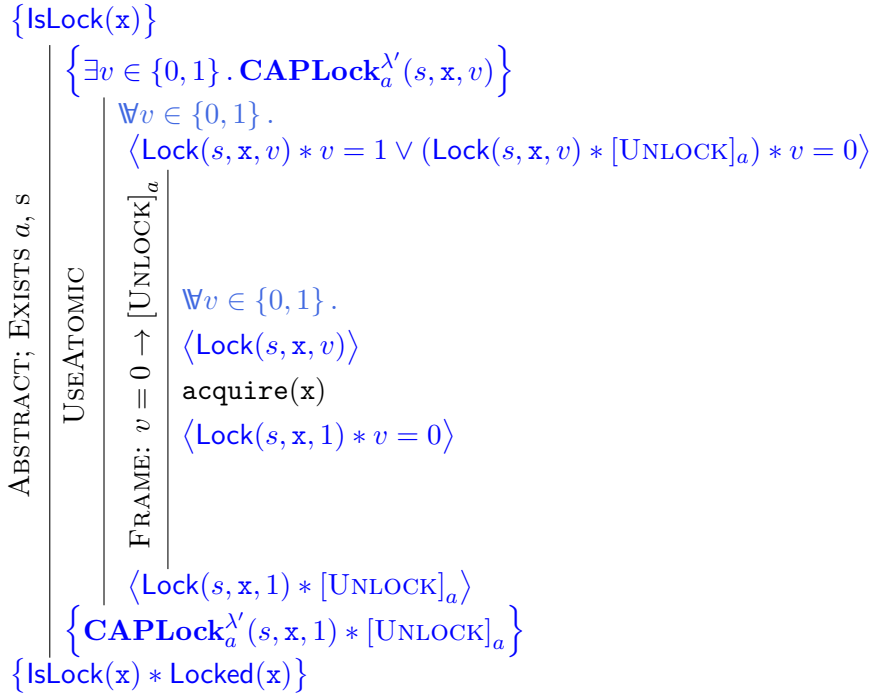 {IsLock(x)}
{∃v ∈ {0, 1} . CAPLock_a^{λ′}(s, x, v)}
∀v ∈ {0, 1} .
⟨Lock(s, x, v) ∗ v = 1 ∨ (Lock(s, x, v) ∗ [UNLOCK]_a) ∗ v = 0⟩
ABSTRACT; EXISTS a, s
USEATOMIC
FRAME: v = 0 → [UNLOCK]_a
∀v ∈ {0, 1} .
⟨Lock(s, x, v)⟩
acquire(x)
⟨Lock(s, x, 1) ∗ v = 0⟩
⟨Lock(s, x, 1) ∗ [UNLOCK]_a⟩
{CAPLock_a^{λ′}(s, x, 1) ∗ [UNLOCK]_a}
{IsLock(x) ∗ Locked(x)}